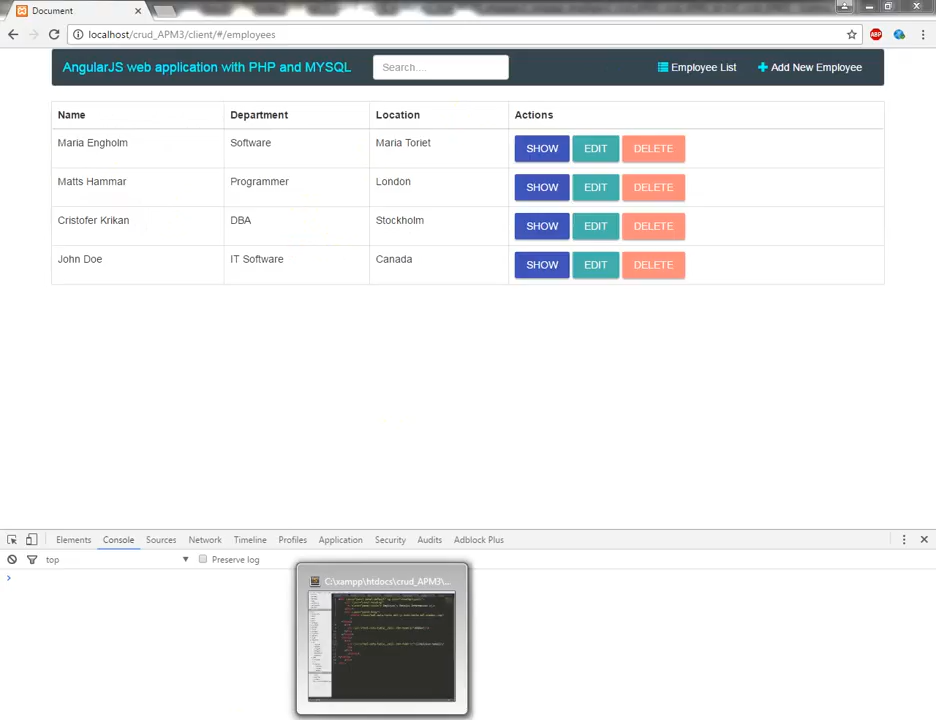 Document
localhost/crud_APM3/client/#/employees
ABP
AngularJS web application with PHP and MYSQL
Search....
Employee List
Add New Employee
Name Department Location Actions
Maria Engholm Software Maria Toriet SHOW EDIT DELETE
Matts Hammar Programmer London SHOW EDIT DELETE
Cristofer Krikan DBA Stockholm SHOW EDIT DELETE
John Doe IT Software Canada SHOW EDIT DELETE
Elements Console Sources Network Timeline Profiles Application Security Audits Adblock Plus
top Preserve log
C:\xampp\htdocs\crud_APM3\...